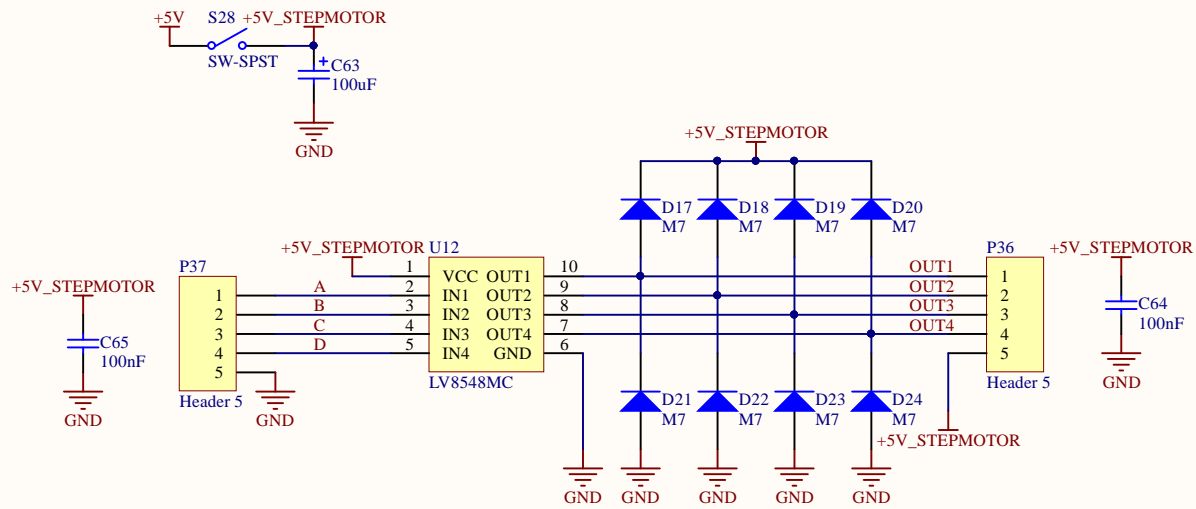 +5V S28 +5V_STEPMOTOR
SW-SPST
C63
100uF
GND
+5V_STEPMOTOR
D17 D18 D19 D20
M7 M7 M7 M7
+5V_STEPMOTOR U12
P37
1 VCC OUT1 10 OUT1
2 IN1 OUT2 9 OUT2
3 IN2 OUT3 8 OUT3
4 IN3 OUT4 7 OUT4
5 IN4 GND 6
LV8548MC
1 A
2 B
3 C
4 D
5
Header 5
GND
+5V_STEPMOTOR
C65
100nF
GND
P36
1
2
3
4
5
Header 5
+5V_STEPMOTOR
+5V_STEPMOTOR
C64
100nF
GND
D21 D22 D23 D24
M7 M7 M7 M7
GND GND GND GND GND